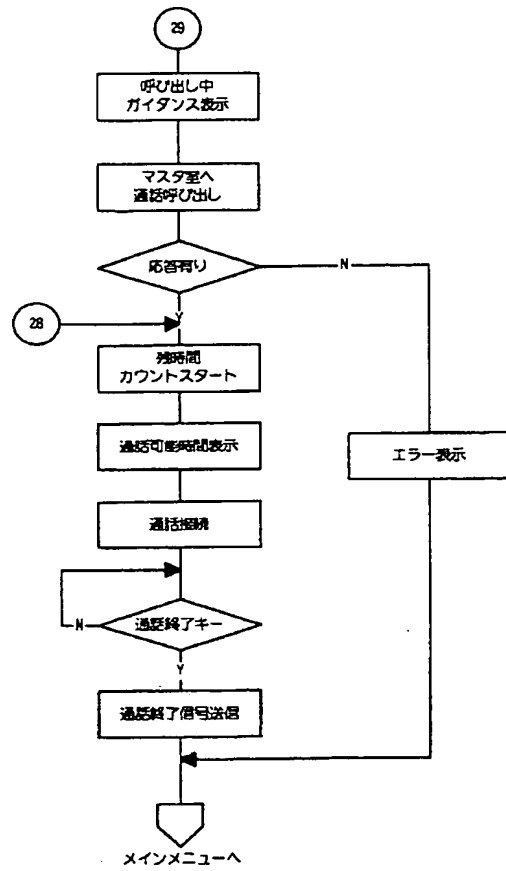 29
呼び出し中
ガイダンス表示
マスタ室へ
通話呼び出し
応答有り
N
Y
28
残時間
カウントスタート
通話可能時間表示
エラー表示
通話接続
N
通話終了キー
Y
通話終了信号送信
メインメニューへ